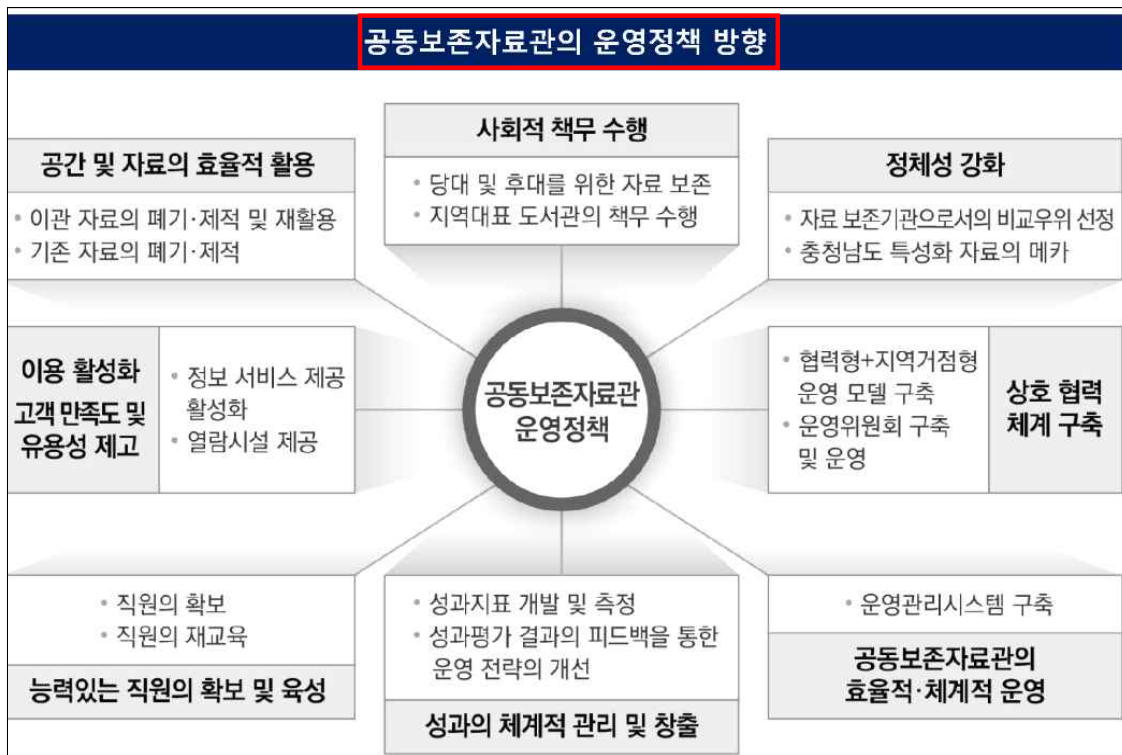 공동보존자료관의 운영정책 방향
사회적 책무 수행
• 당대 및 후대를 위한 자료 보존
• 지역대표 도서관의 책무 수행
공간 및 자료의 효율적 활용
• 이관 자료의 폐기·제적 및 재활용
• 기존 자료의 폐기·제적
정체성 강화
• 자료 보존기관으로서의 비교우위 선정
• 충청남도 특성화 자료의 메카
이용 활성화
고객 만족도 및
유용성 제고
• 정보 서비스 제공
활성화
• 열람시설 제공
공동보존자료관
운영정책
• 협력형+지역거점형
운영 모델 구축
• 운영위원회 구축
및 운영
상호 협력
체계 구축
• 직원의 확보
• 직원의 재교육
능력있는 직원의 확보 및 육성
• 성과지표 개발 및 측정
• 성과평가 결과의 피드백을 통한
운영 전략의 개선
성과의 체계적 관리 및 창출
• 운영관리시스템 구축
공동보존자료관의
효율적·체계적 운영